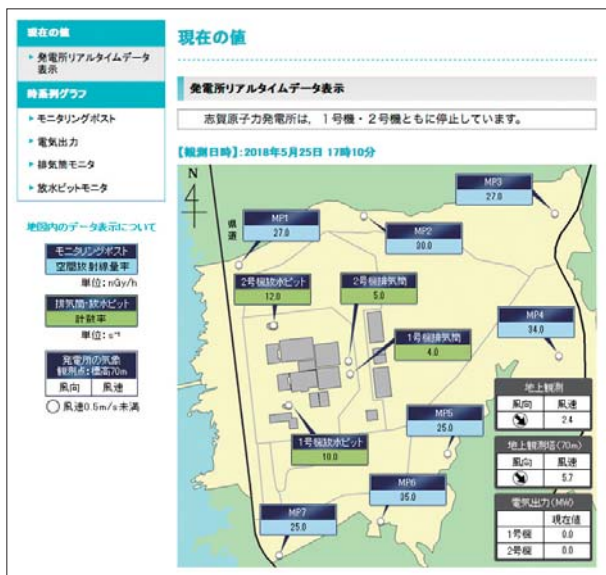 現在の値
発電所リアルタイムデータ
表示
時系列グラフ
モニタリングポスト
電気出力
排気筒モニタ
放水ピットモニタ
地図内のデータ表示について
モニタリングポスト
空間放射線量率
単位:nGy/h
排気筒・放水ピット
計数率
単位:s⁻¹
発電所の気象
観測点:標高70m
風向 風速
風速0.5m/s未満
現在の値
発電所リアルタイムデータ表示
志賀原子力発電所は、1号機・2号機ともに停止しています。
【観測日時】:2018年5月25日 17時10分
4
県道
MP1
27.0
MP2
30.0
MP3
27.0
2号機放水ピット
12.0
2号機排気筒
5.0
1号機排気筒
4.0
MP4
34.0
1号機放水ピット
10.0
MP5
25.0
MP6
35.0
MP7
25.0
地上観測
風向 風速
2.4
地上観測塔(70m)
風向 風速
5.7
電気出力(MW)
現在値
1号機 0.0
2号機 0.0